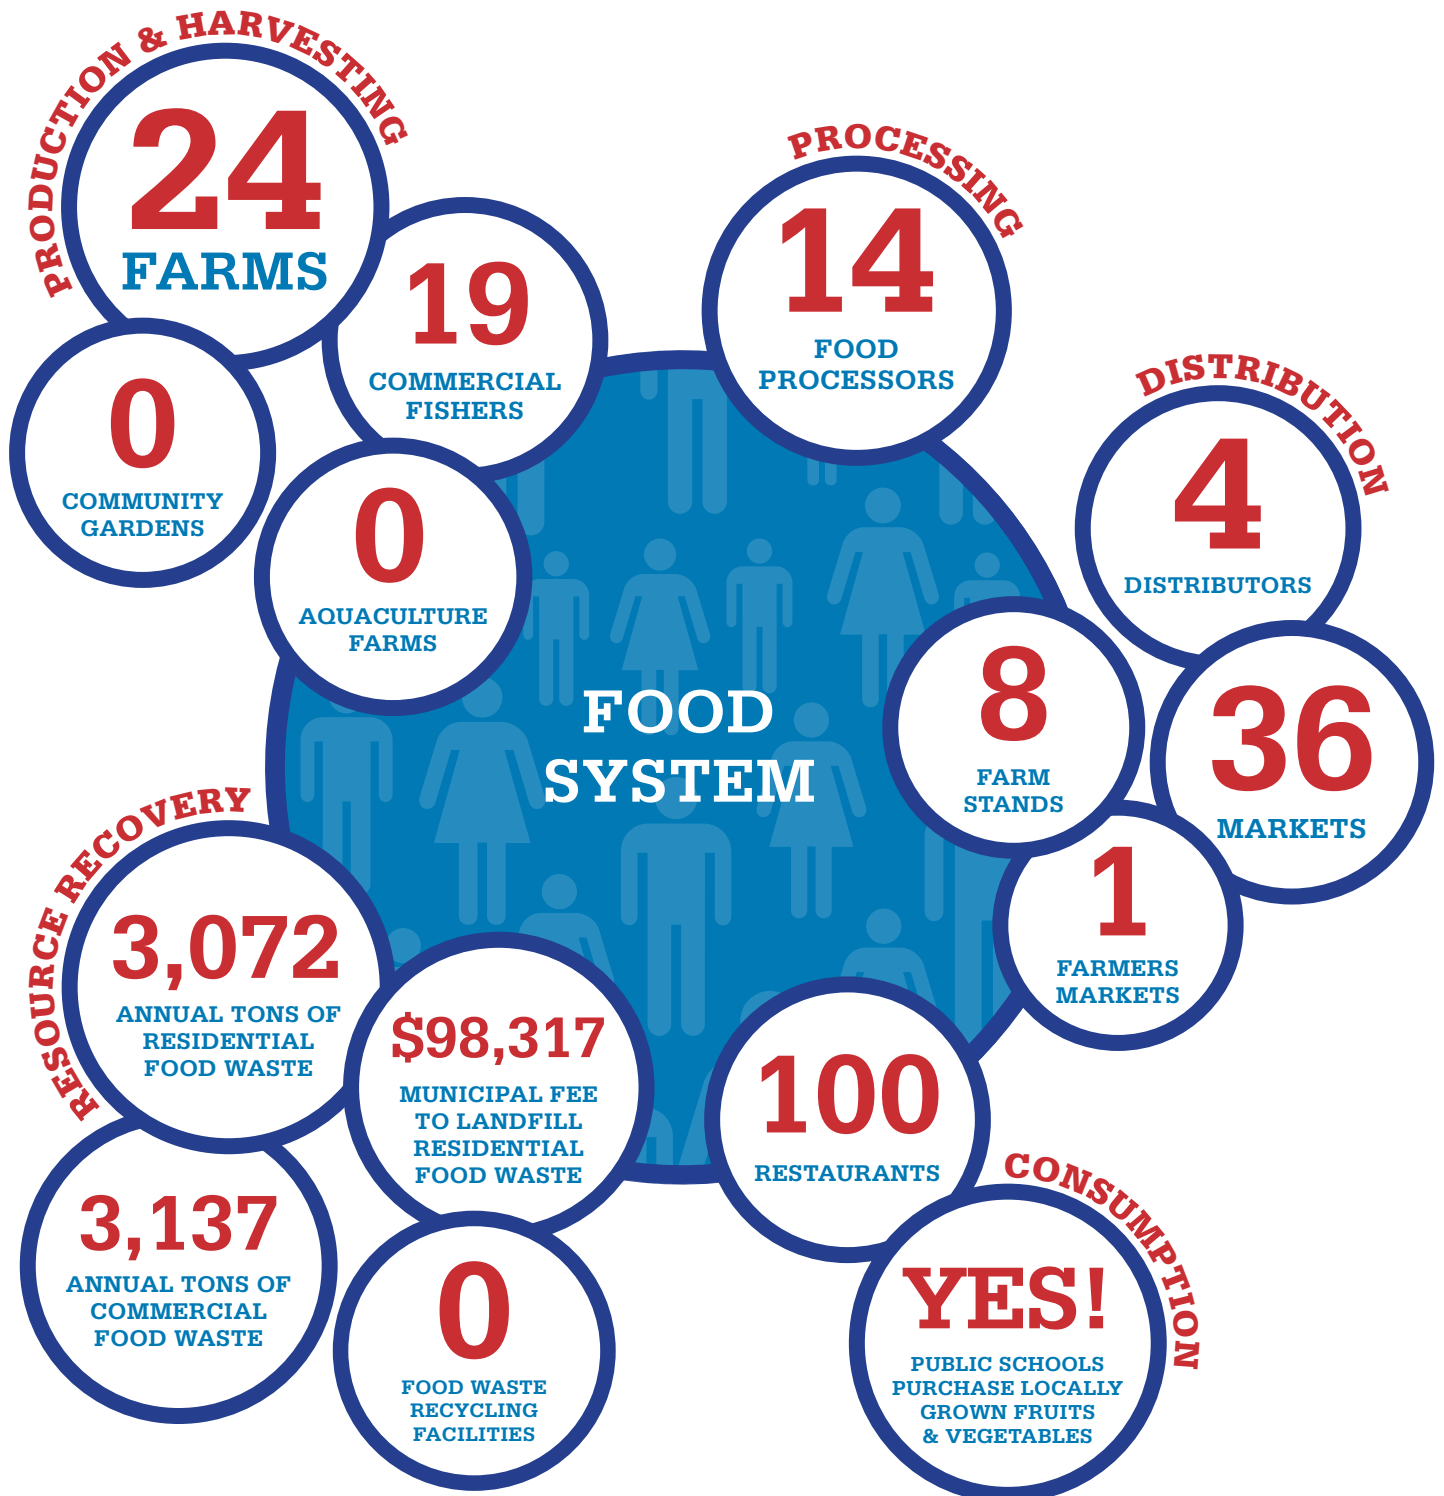 PRODUCTION & HARVESTING
24
FARMS
19
COMMERCIAL
FISHERS
0
COMMUNITY
GARDENS
0
AQUACULTURE
FARMS
PROCESSING
14
FOOD
PROCESSORS
DISTRIBUTION
4
DISTRIBUTORS
8
FARM
STANDS
36
MARKETS
1
FARMERS
MARKETS
FOOD
SYSTEM
RESOURCE RECOVERY
3,072
ANNUAL TONS OF
RESIDENTIAL
FOOD WASTE
$98,317
MUNICIPAL FEE
TO LANDFILL
RESIDENTIAL
FOOD WASTE
3,137
ANNUAL TONS OF
COMMERCIAL
FOOD WASTE
0
FOOD WASTE
RECYCLING
FACILITIES
100
RESTAURANTS
CONSUMPTION
YES!
PUBLIC SCHOOLS
PURCHASE LOCALLY
GROWN FRUITS
& VEGETABLES